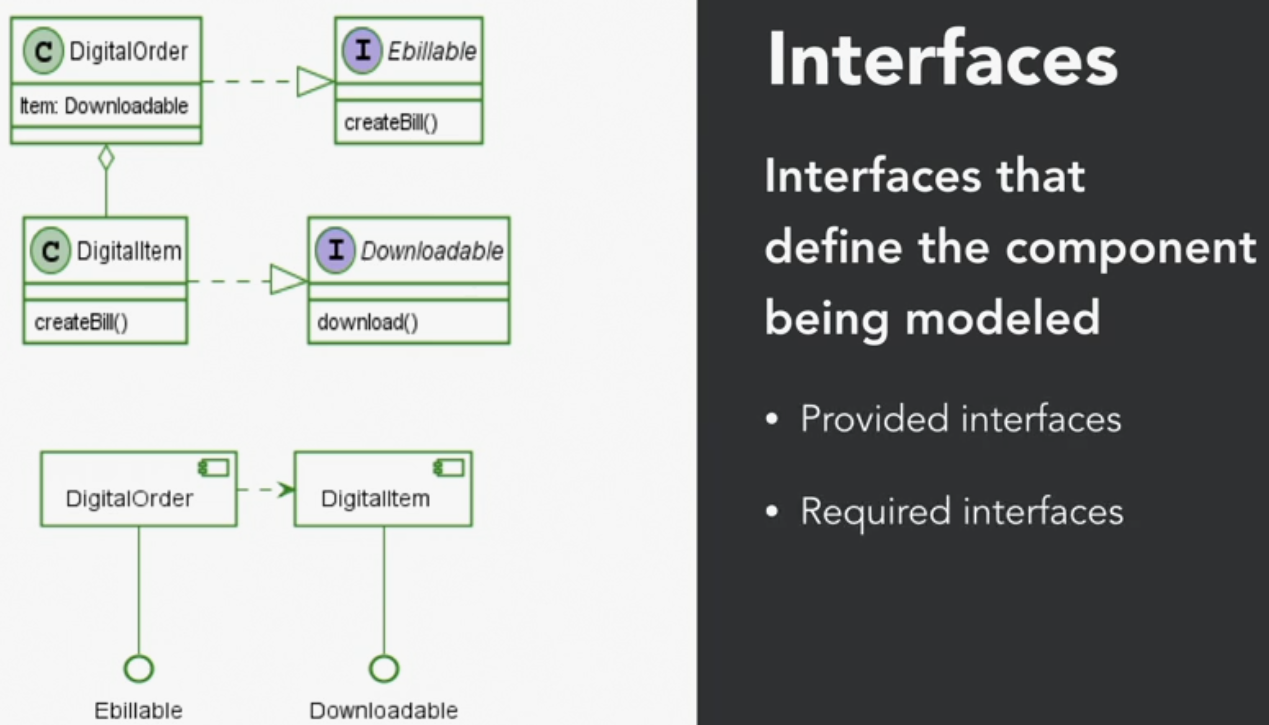 C DigitalOrder
Item: Downloadable
I Ebillable
createBill()
C DigitalItem
createBill()
I Downloadable
download()
DigitalOrder
DigitalItem
Ebillable
Downloadable
Interfaces
Interfaces that
define the component
being modeled
• Provided interfaces
• Required interfaces